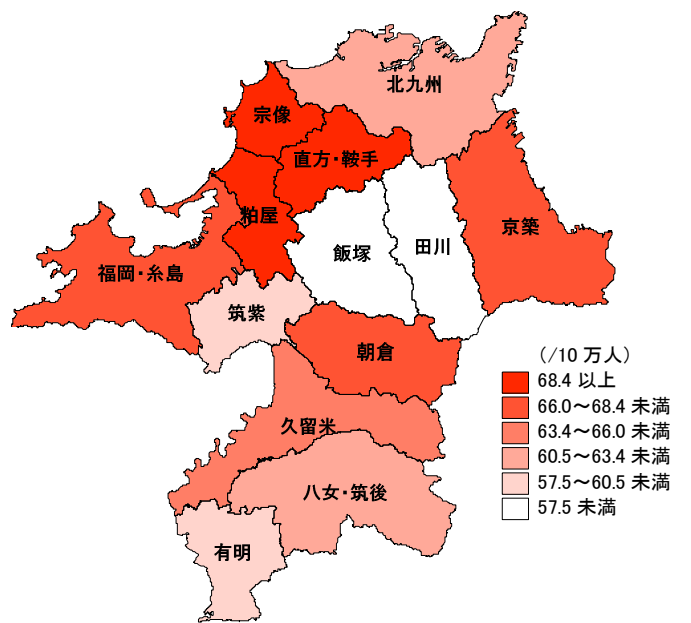 北九州
宗像
直方・鞍手
粕屋
京築
田川
飯塚
福岡・糸島
筑紫
朝倉
久留米
八女・筑後
有明
（/10 万人）
68.4 以上
66.0～68.4 未満
63.4～66.0 未満
60.5～63.4 未満
57.5～60.5 未満
57.5 未満